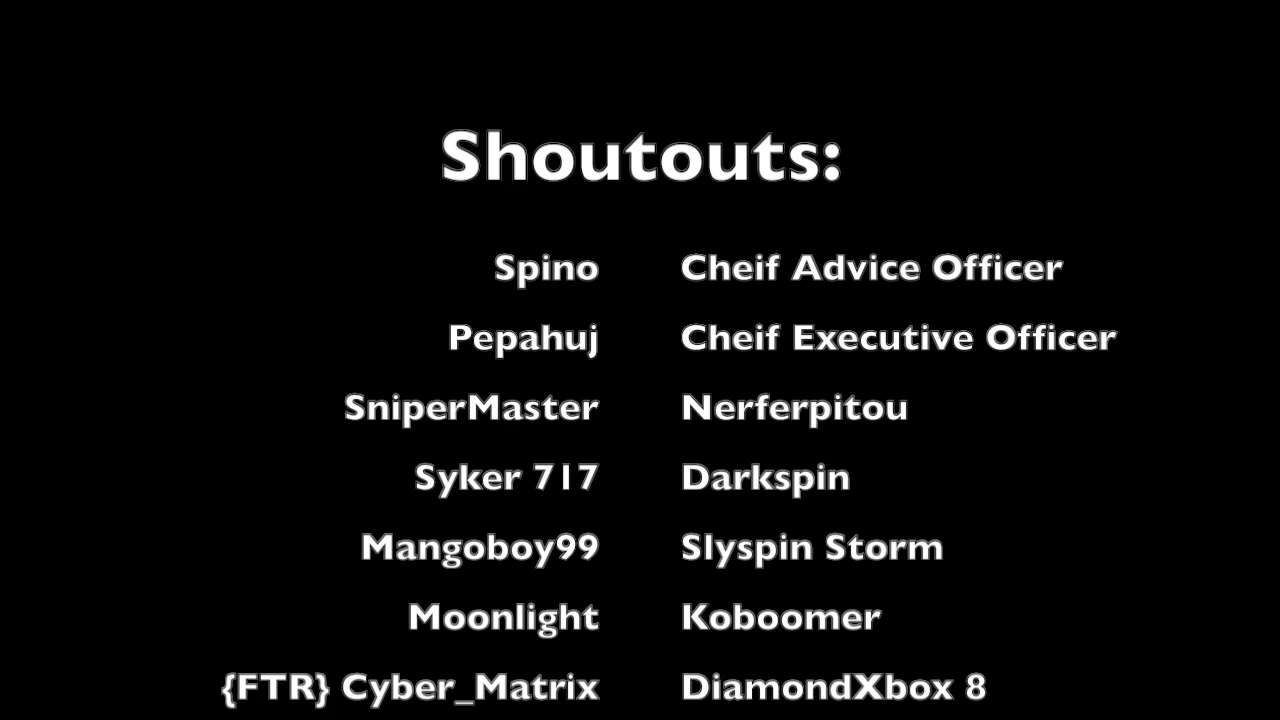 Shoutouts:
Spino Cheif Advice Officer
Pepahuj Cheif Executive Officer
SniperMaster Nerferpitou
Syker 717 Darkspin
Mangoboy99 Slyspin Storm
Moonlight Koboomer
{FTR} Cyber_Matrix DiamondXbox 8